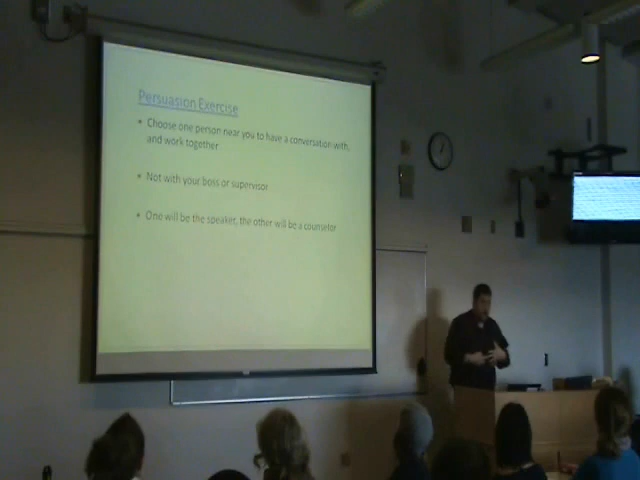 Persuasion Exercise
• Choose one person near you to have a conversation with,
and work together
• Not with your boss or supervisor
• One will be the speaker, the other will be a counselor